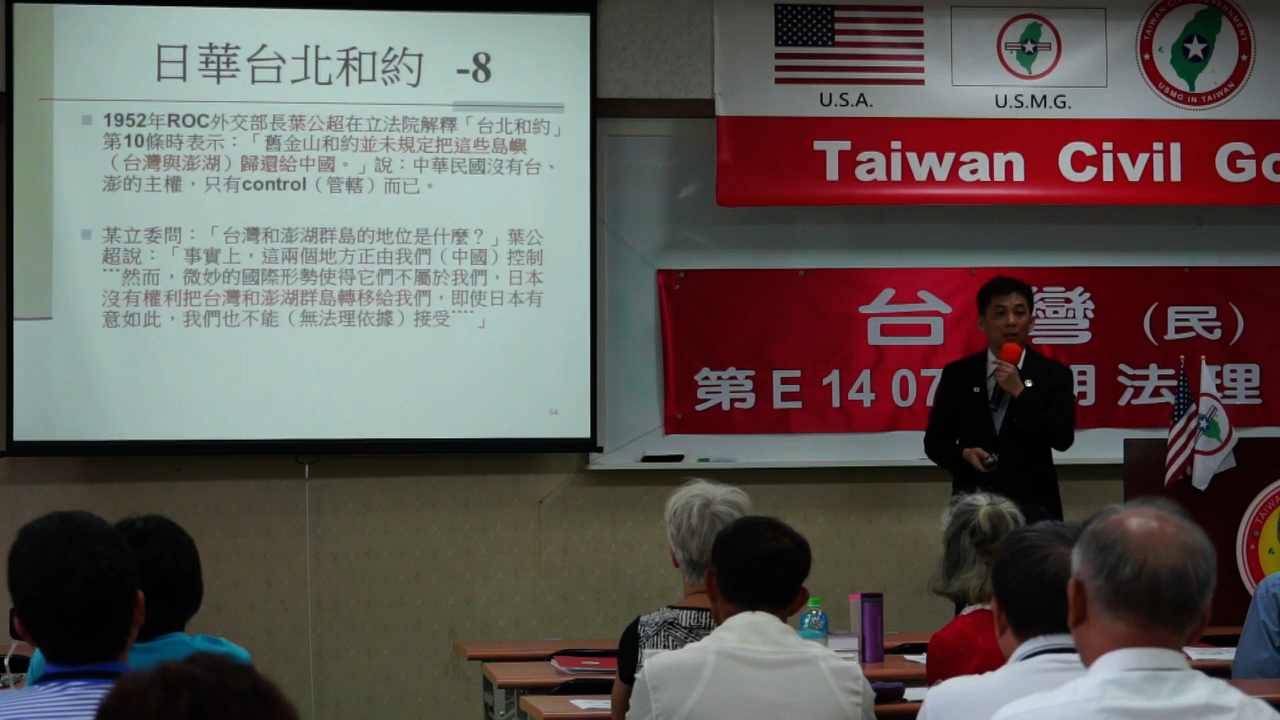 日華台北和約 -8
1952年ROC外交部長葉公超在立法院解釋「台北和約」
第10條時表示：「舊金山和約並未規定把這些島嶼
（台灣與澎湖）歸還給中國。」說：中華民國沒有台、
澎的主權，只有control（管轄）而已。
某立委問：「台灣和澎湖群島的地位是什麼？」葉公
超說：「事實上，這兩個地方正由我們（中國）控制
….然而，微妙的國際形勢使得它們不屬於我們，日本
沒有權利把台灣和澎湖群島轉移給我們，即使日本有
意如此，我們也不能（無法理依據）接受….」
64
U.S.A.
U.S.M.G.
USMG IN TAIWAN
Taiwan Civil Go
台灣（民）
第E 14 07 期法理